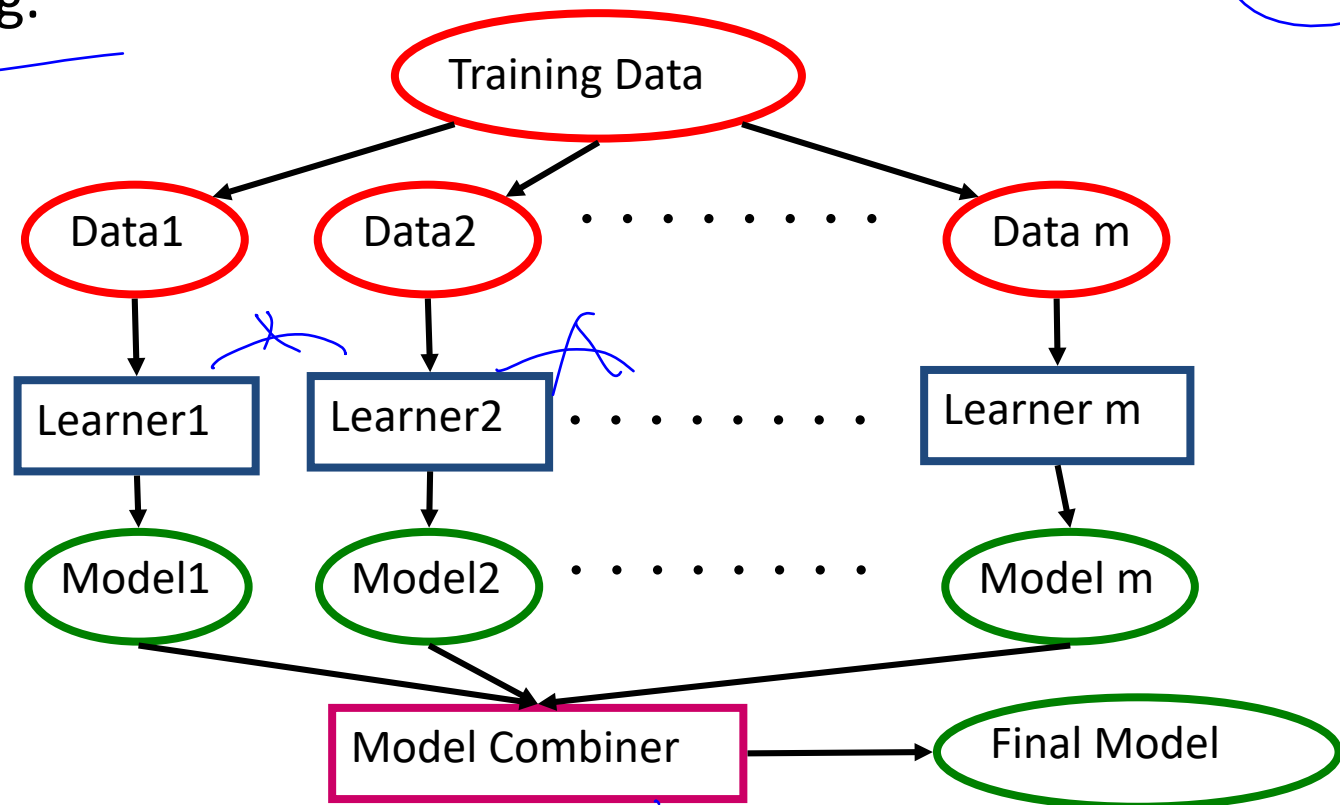 g.
Training Data
Data1 Data2 . . . . . . . . Data m
Learner1 Learner2 . . . . . . . . Learner m
Model1 Model2 . . . . . . . . Model m
Model Combiner Final Model